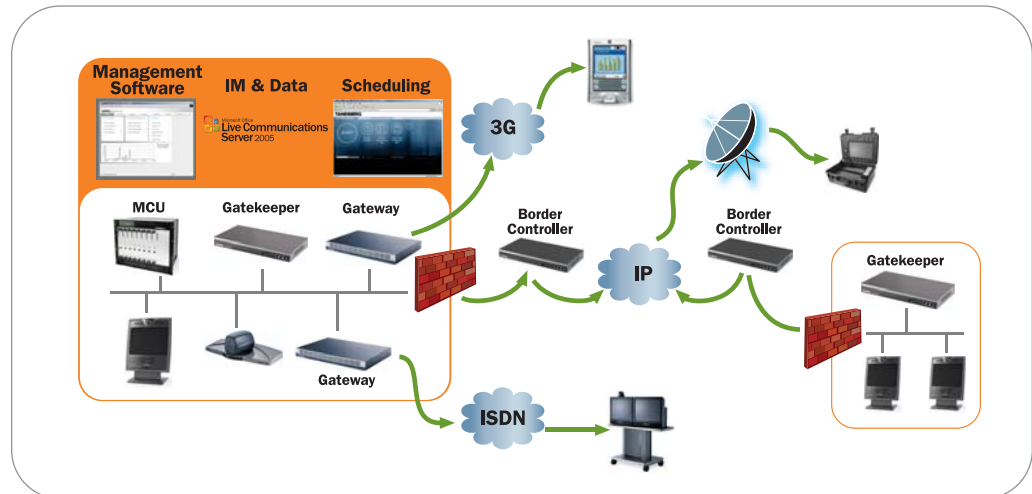 Management
Software
IM & Data
Scheduling
Microsoft Office
Live Communications
Server 2005
TANDBERG
3G
MCU
Gatekeeper
Gateway
Border
Controller
Border
Controller
IP
Gatekeeper
Gateway
ISDN